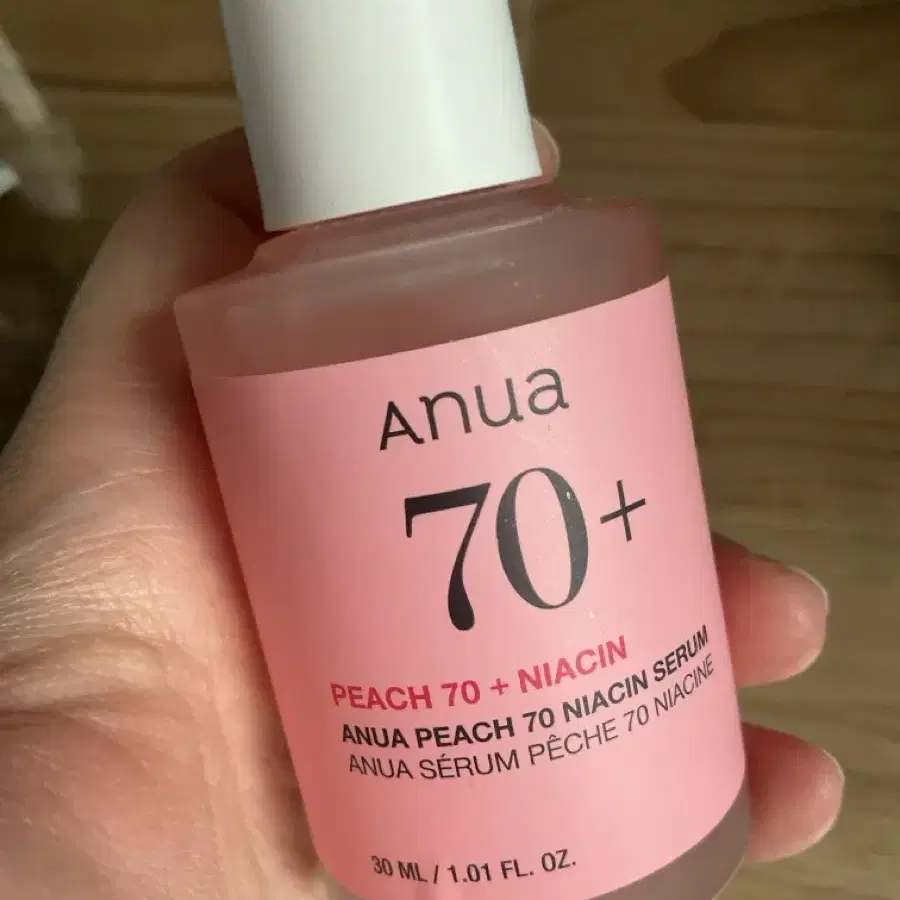 Anua
70+
PEACH 70 + NIACIN
ANUA PEACH 70 NIACIN SERUM
ANUA SÉRUM PÊCHE 70 NIACINE
30 ML / 1.01 FL. OZ.